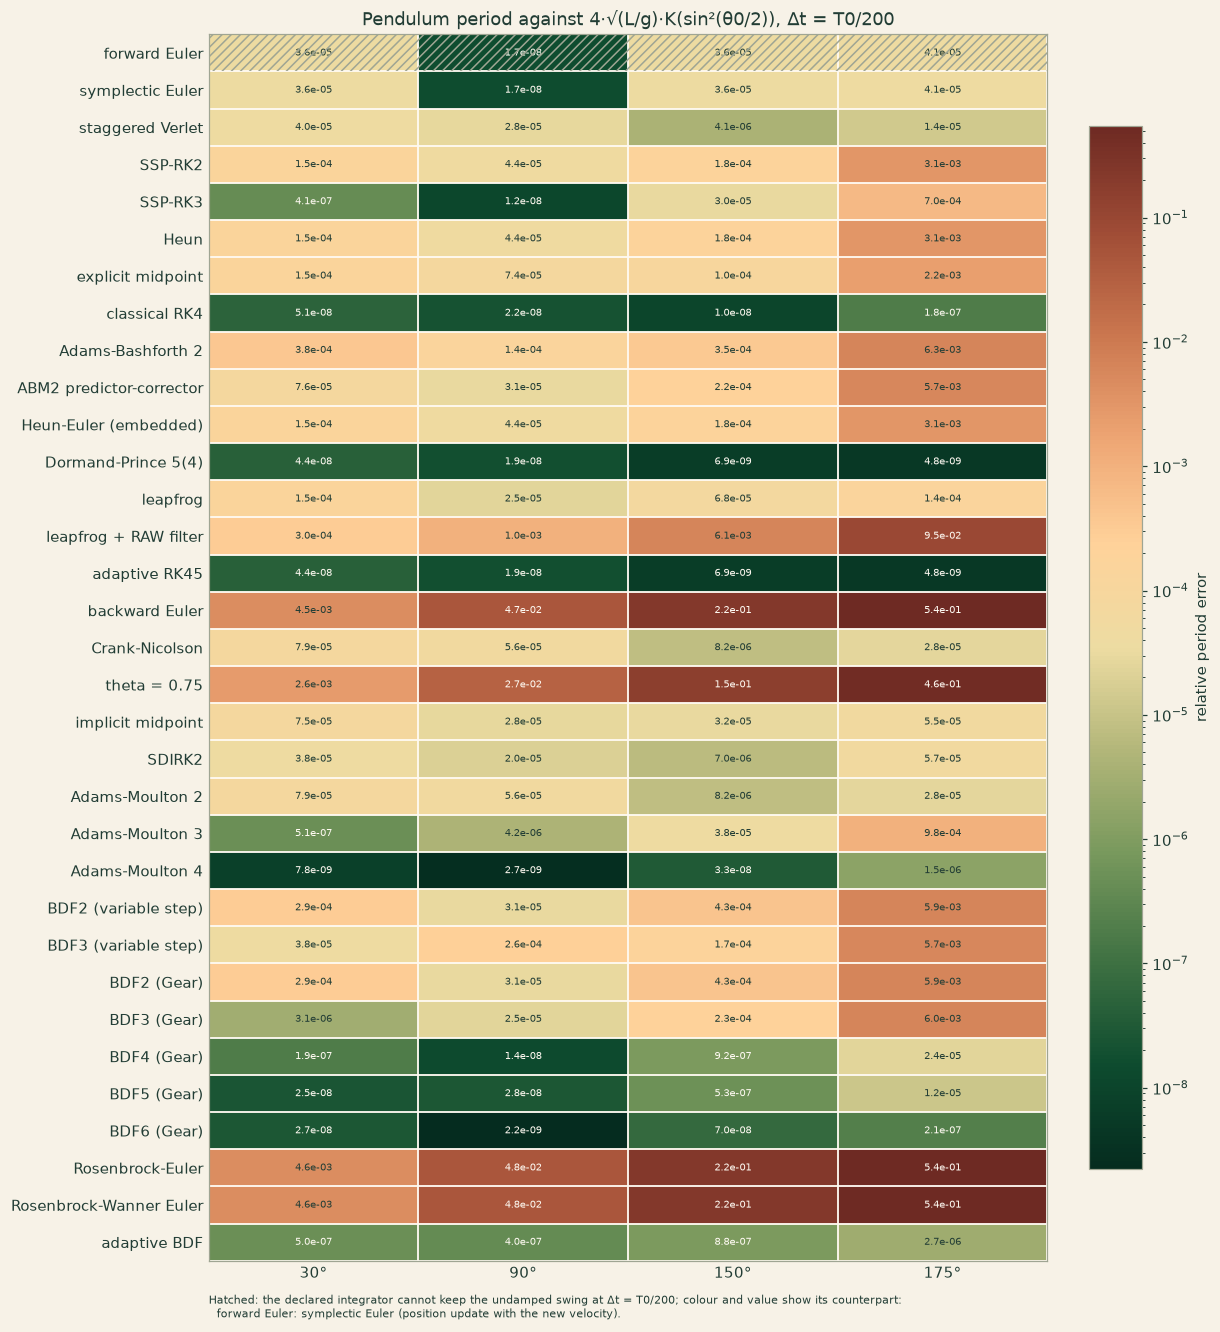 Pendulum period against 4·√(L/g)·K(sin²(θ0/2)), Δt = T0/200
forward Euler 3.6e-05 1.7e-08 3.6e-05 4.1e-05
symplectic Euler 3.6e-05 1.7e-08 3.6e-05 4.1e-05
staggered Verlet 4.0e-05 2.8e-05 4.1e-06 1.4e-05
SSP-RK2 1.5e-04 4.4e-05 1.8e-04 3.1e-03
SSP-RK3 4.1e-07 1.2e-08 3.0e-05 7.0e-04
Heun 1.5e-04 4.4e-05 1.8e-04 3.1e-03
explicit midpoint 1.5e-04 7.4e-05 1.0e-04 2.2e-03
classical RK4 5.1e-08 2.2e-08 1.0e-08 1.8e-07
Adams-Bashforth 2 3.8e-04 1.4e-04 3.5e-04 6.3e-03
ABM2 predictor-corrector 7.6e-05 3.1e-05 2.2e-04 5.7e-03
Heun-Euler (embedded) 1.5e-04 4.4e-05 1.8e-04 3.1e-03
Dormand-Prince 5(4) 4.4e-08 1.9e-08 6.9e-09 4.8e-09
leapfrog 1.5e-04 2.5e-05 6.8e-05 1.4e-04
leapfrog + RAW filter 3.0e-04 1.0e-03 6.1e-03 9.5e-02
adaptive RK45 4.4e-08 1.9e-08 6.9e-09 4.8e-09
backward Euler 4.5e-03 4.7e-02 2.2e-01 5.4e-01
Crank-Nicolson 7.9e-05 5.6e-05 8.2e-06 2.8e-05
theta = 0.75 2.6e-03 2.7e-02 1.5e-01 4.6e-01
implicit midpoint 7.5e-05 2.8e-05 3.2e-05 5.5e-05
SDIRK2 3.8e-05 2.0e-05 7.0e-06 5.7e-05
Adams-Moulton 2 7.9e-05 5.6e-05 8.2e-06 2.8e-05
Adams-Moulton 3 5.1e-07 4.2e-06 3.8e-05 9.8e-04
Adams-Moulton 4 7.8e-09 2.7e-09 3.3e-08 1.5e-06
BDF2 (variable step) 2.9e-04 3.1e-05 4.3e-04 5.9e-03
BDF3 (variable step) 3.8e-05 2.6e-04 1.7e-04 5.7e-03
BDF2 (Gear) 2.9e-04 3.1e-05 4.3e-04 5.9e-03
BDF3 (Gear) 3.1e-06 2.5e-05 2.3e-04 6.0e-03
BDF4 (Gear) 1.9e-07 1.4e-08 9.2e-07 2.4e-05
BDF5 (Gear) 2.5e-08 2.8e-08 5.3e-07 1.2e-05
BDF6 (Gear) 2.7e-08 2.2e-09 7.0e-08 2.1e-07
Rosenbrock-Euler 4.6e-03 4.8e-02 2.2e-01 5.4e-01
Rosenbrock-Wanner Euler 4.6e-03 4.8e-02 2.2e-01 5.4e-01
adaptive BDF 5.0e-07 4.0e-07 8.8e-07 2.7e-06
30° 90° 150° 175°
10⁻¹
10⁻²
10⁻³
10⁻⁴
10⁻⁵
10⁻⁶
10⁻⁷
10⁻⁸
relative period error
Hatched: the declared integrator cannot keep the undamped swing at Δt = T0/200; colour and value show its counterpart:
forward Euler: symplectic Euler (position update with the new velocity).